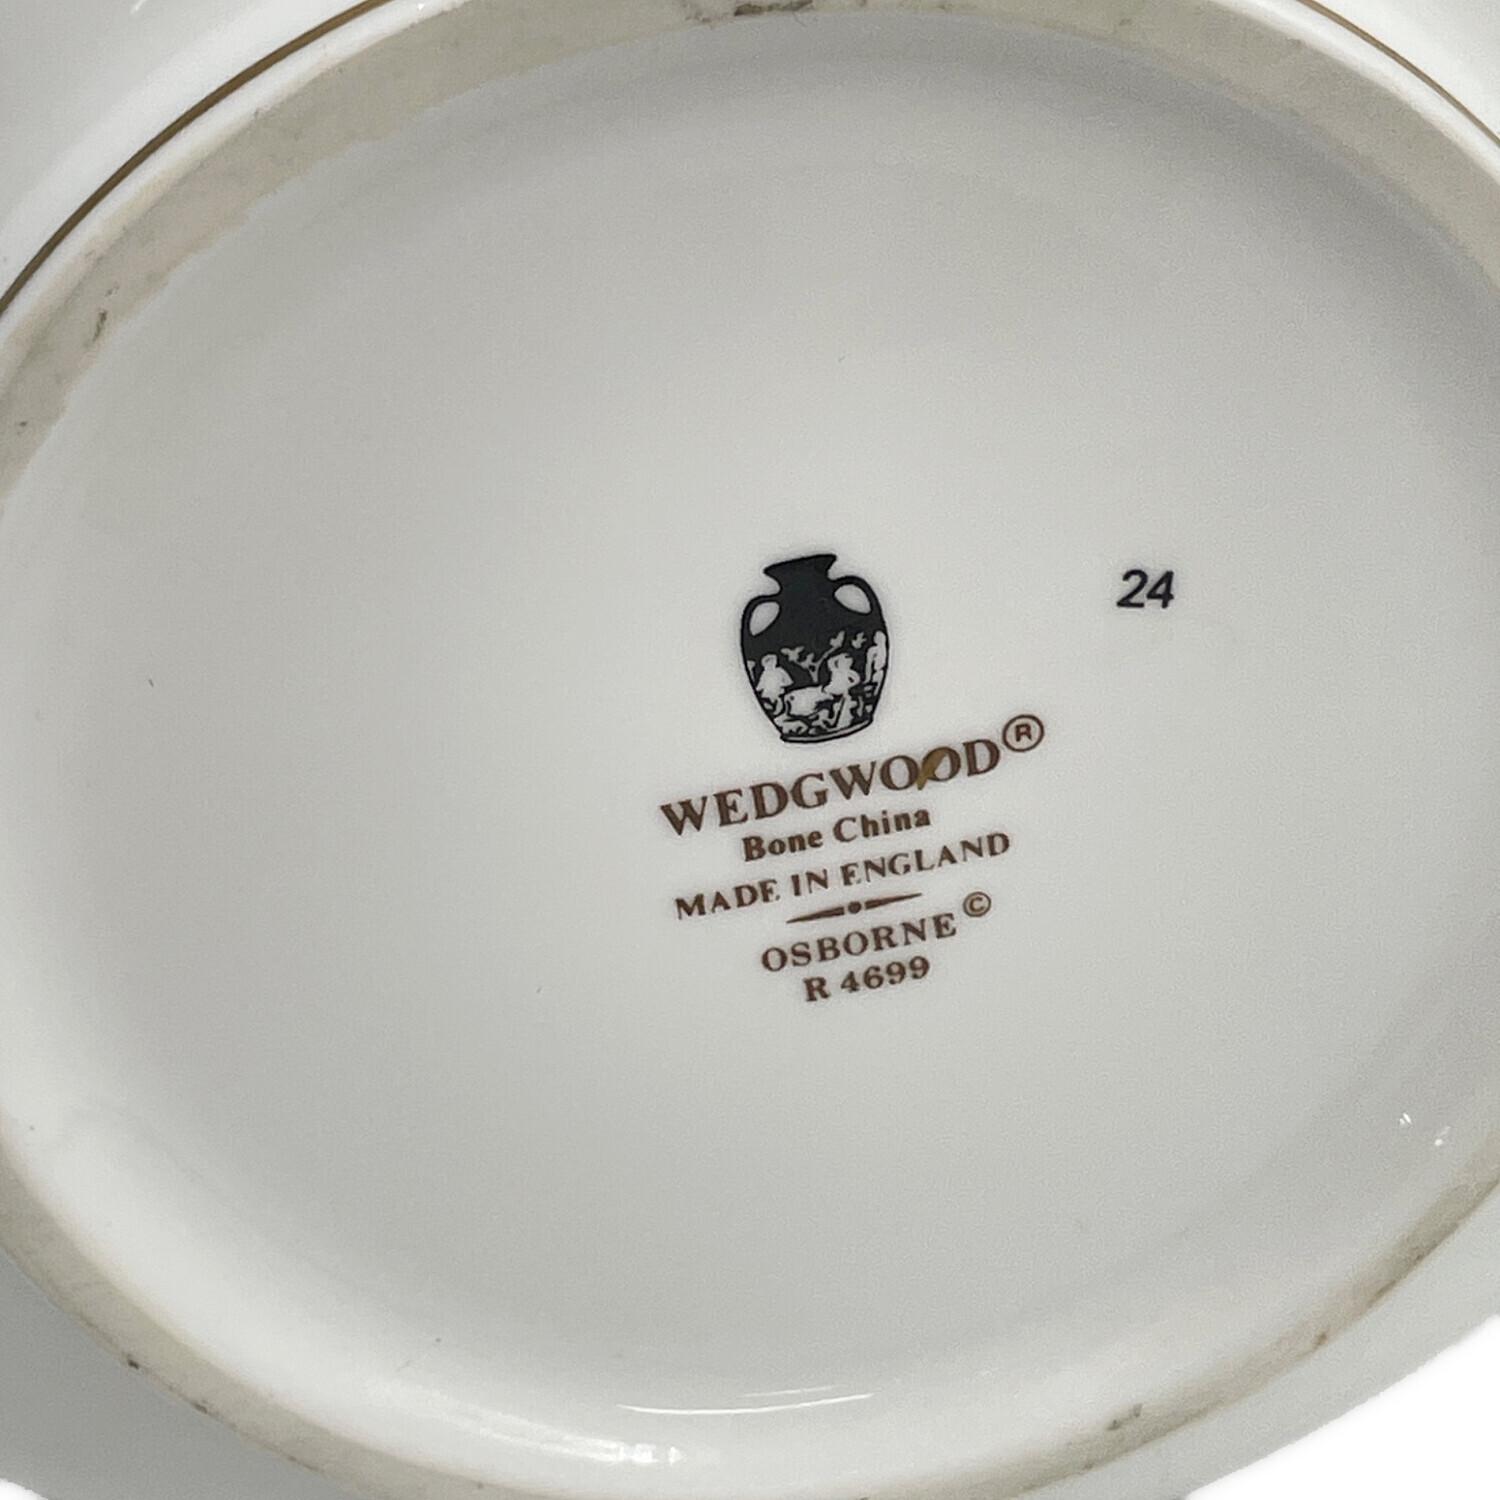 24
WEDGWOOD®
Bone China
MADE IN ENGLAND
OSBORNE©
R 4699